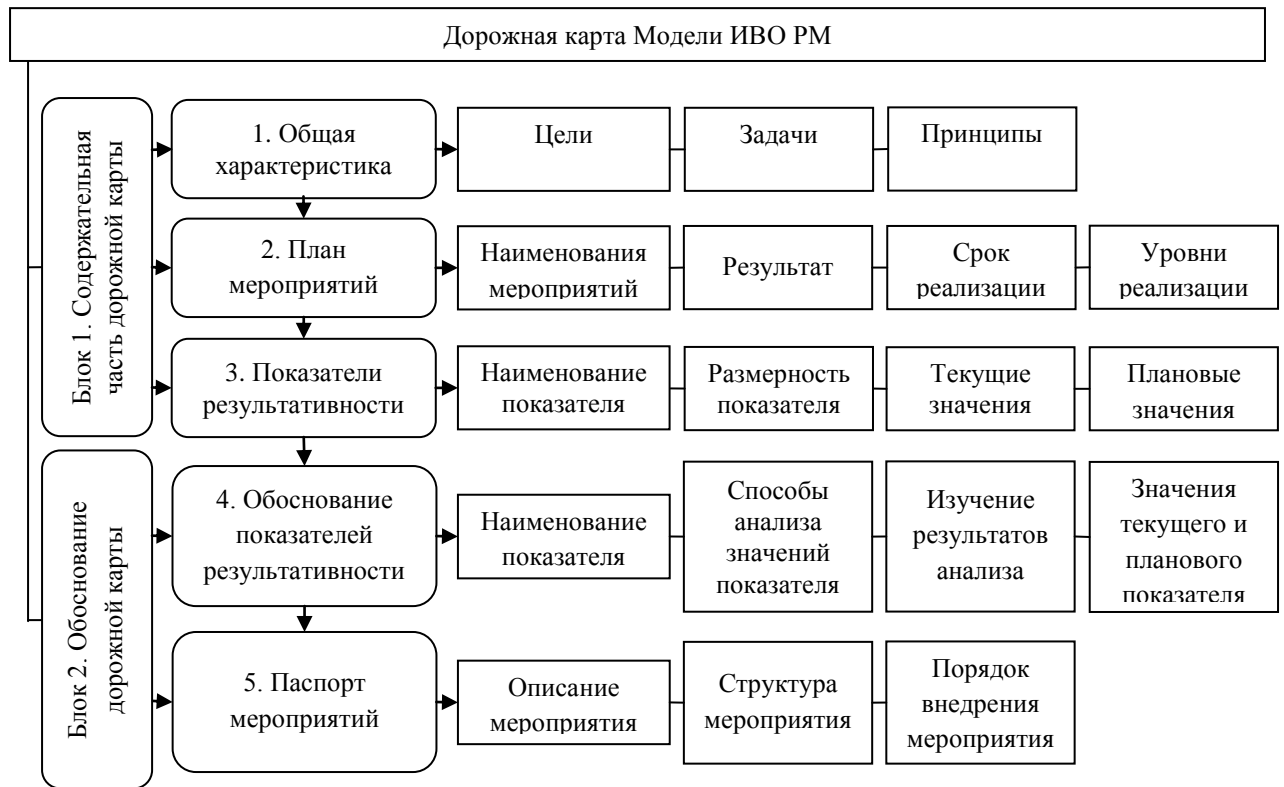 Дорожная карта Модели ИВО РМ
Блок 1. Содержательная
часть дорожной карты
1. Общая
характеристика
Цели
Задачи
Принципы
2. План
мероприятий
Наименования
мероприятий
Результат
Срок
реализации
Уровни
реализации
3. Показатели
результативности
Наименование
показателя
Размерность
показателя
Текущие
значения
Плановые
значения
Блок 2. Обоснование
дорожной карты
4. Обоснование
показателей
результативности
Наименование
показателя
Способы
анализа
значений
показателя
Изучение
результатов
анализа
Значения
текущего и
планового
показателя
5. Паспорт
мероприятий
Описание
мероприятия
Структура
мероприятия
Порядок
внедрения
мероприятия